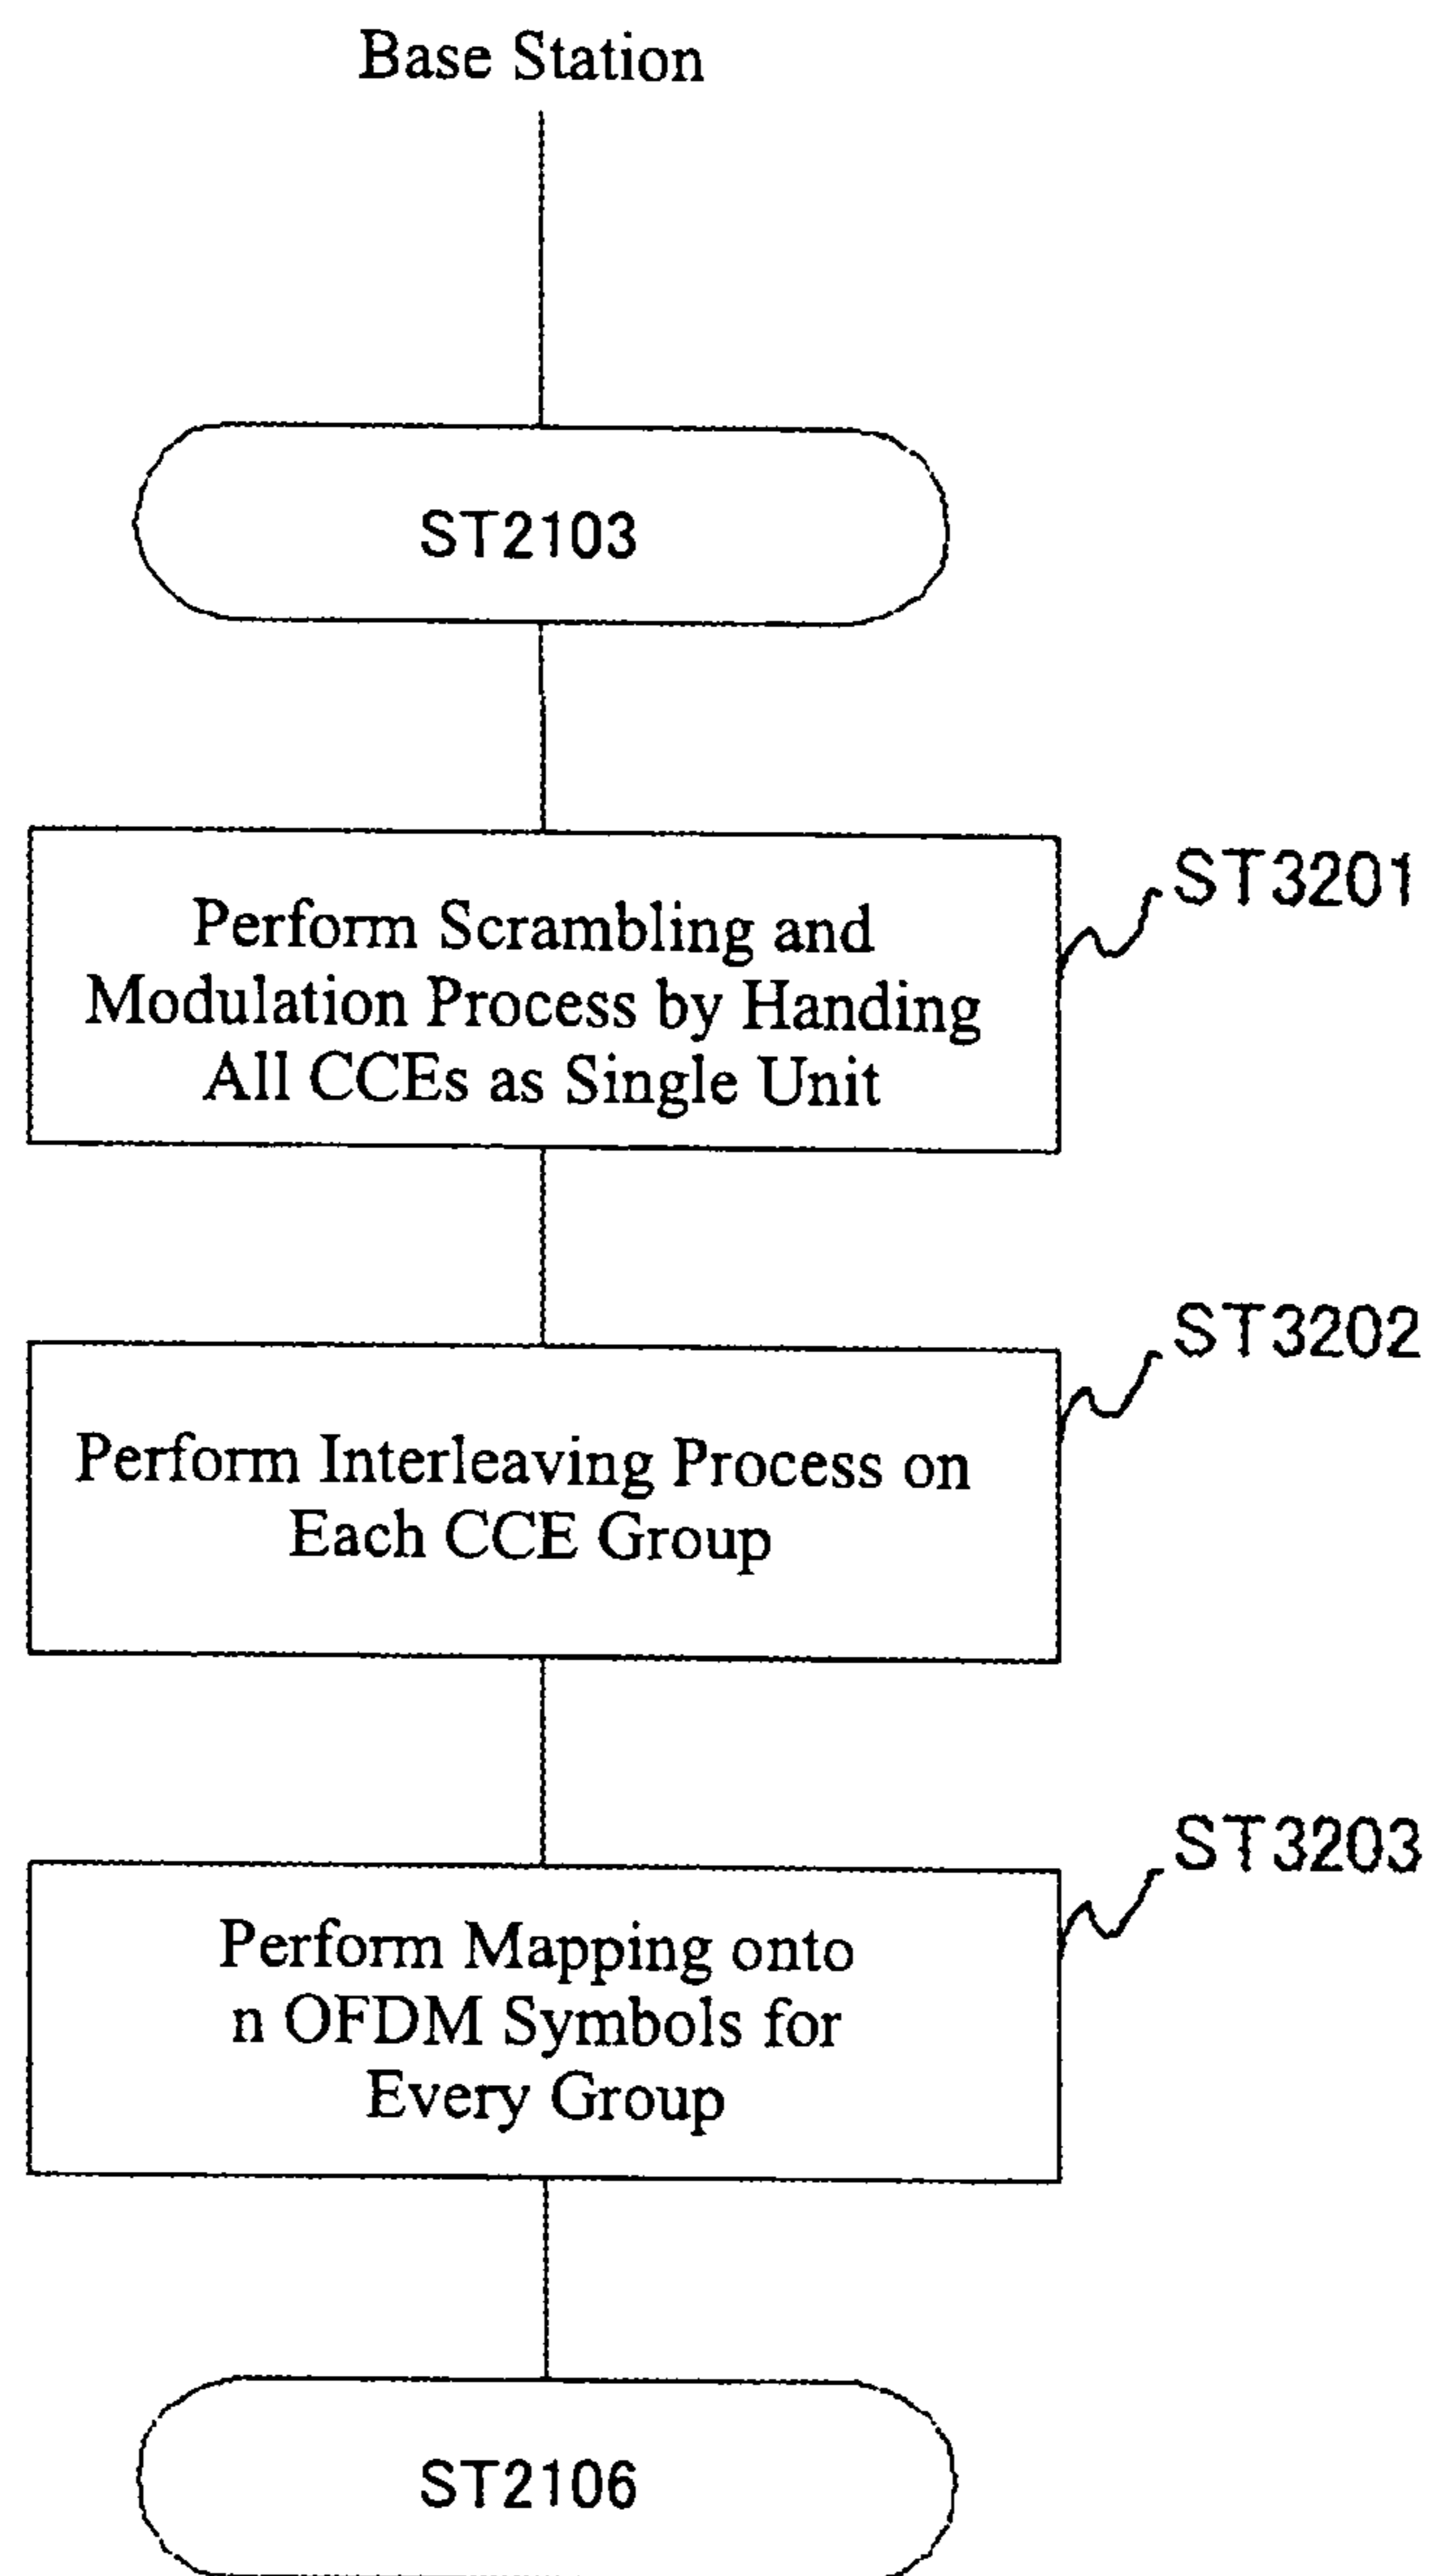 Base Station
ST2103
ST3201
Perform Scrambling and
Modulation Process by Handing
All CCEs as Single Unit
ST3202
Perform Interleaving Process on
Each CCE Group
ST3203
Perform Mapping onto
n OFDM Symbols for
Every Group
ST2106